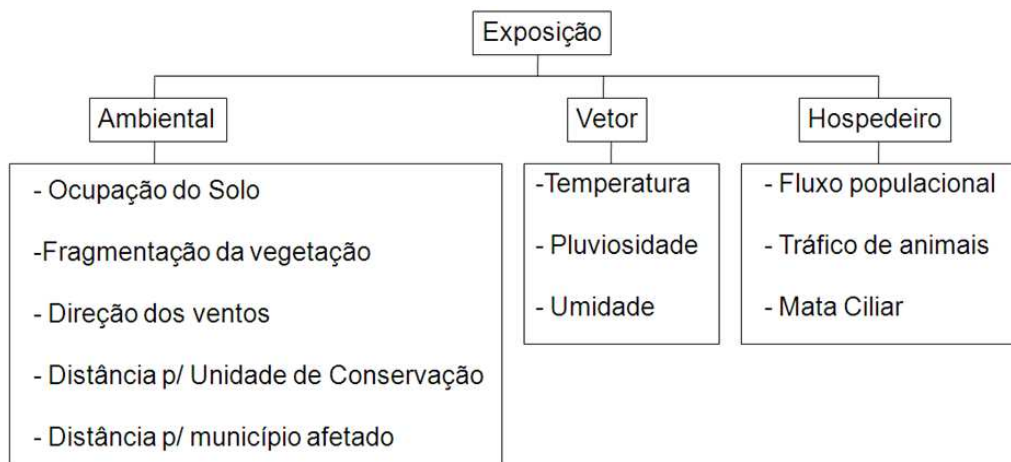 Exposição
Ambiental
- Ocupação do Solo
-Fragmentação da vegetação
- Direção dos ventos
- Distância p/ Unidade de Conservação
- Distância p/ município afetado
Vetor
-Temperatura
- Pluviosidade
- Umidade
Hospedeiro
- Fluxo populacional
- Tráfico de animais
- Mata Ciliar